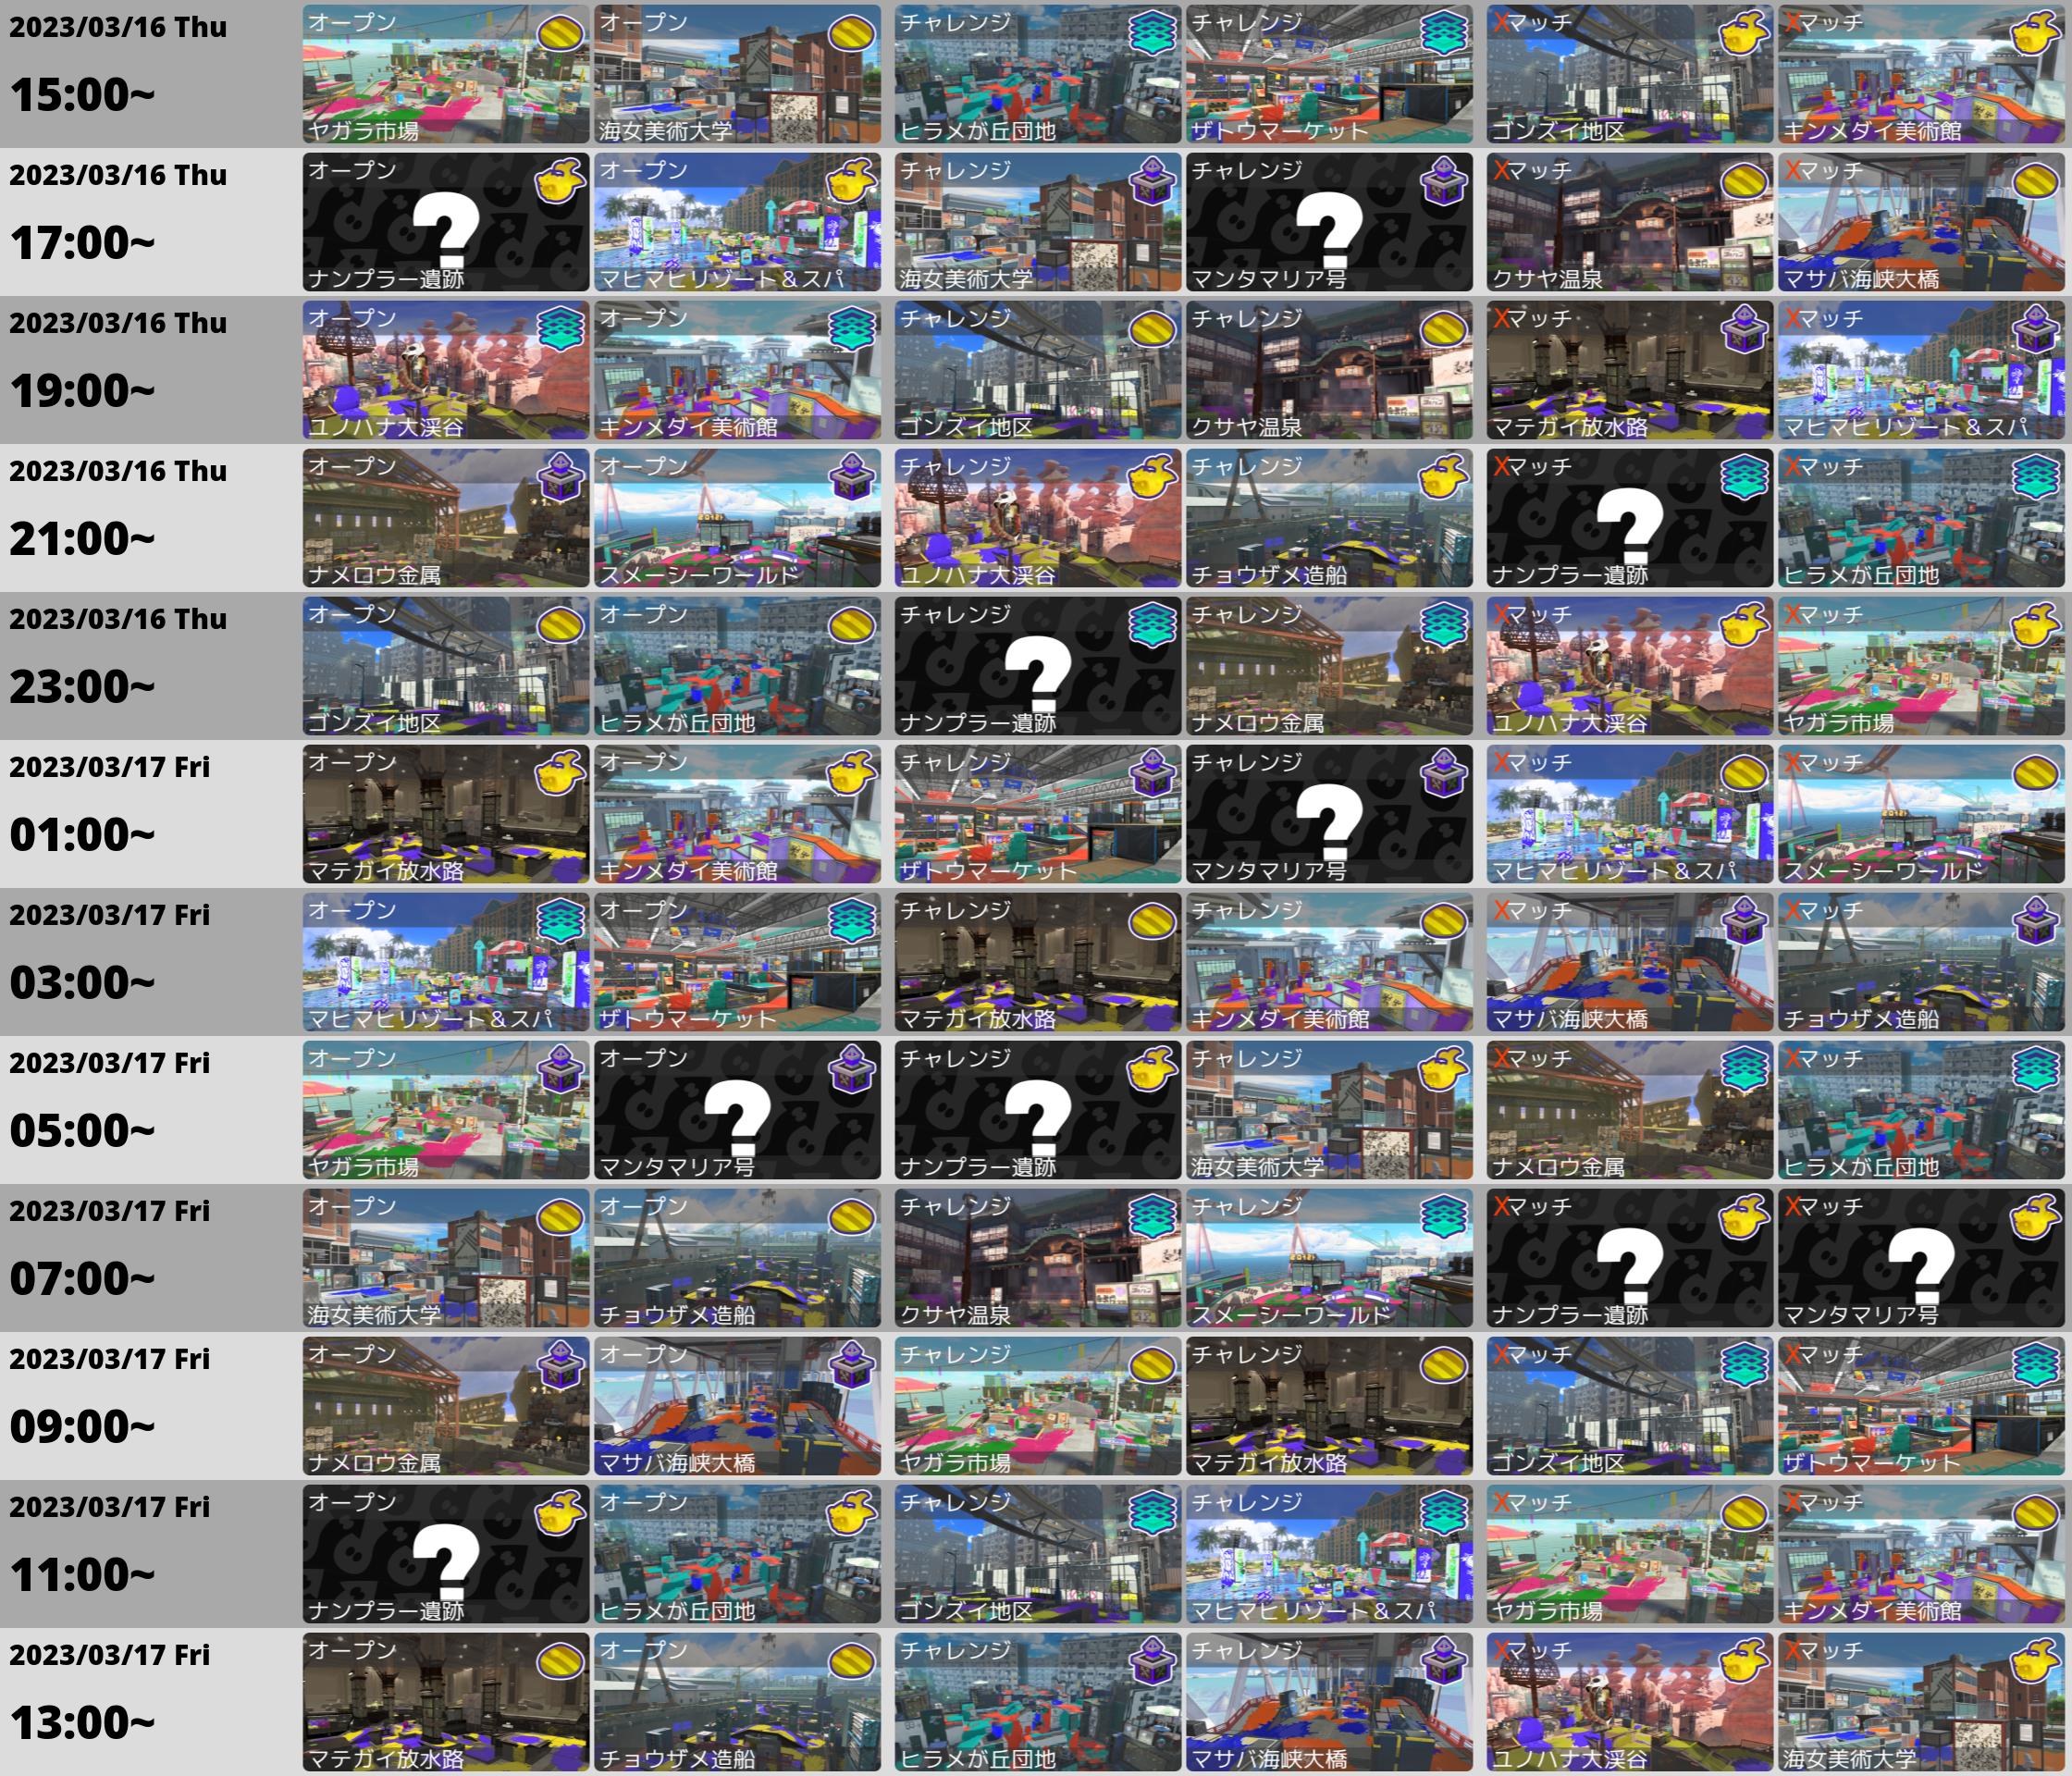 2023/03/16 Thu
15:00~
オープン
ヤガラ市場
オープン
海女美術大学
チャレンジ
ヒラメが丘団地
チャレンジ
ザトウマーケット
Xマッチ
ゴンズイ地区
Xマッチ
キンメダイ美術館
2023/03/16 Thu
17:00~
オープン
?
ナンプラー遺跡
オープン
マヒマヒリゾート＆スパ
チャレンジ
海女美術大学
チャレンジ
?
マンタマリア号
Xマッチ
クサヤ温泉
Xマッチ
マサバ海峡大橋
2023/03/16 Thu
19:00~
オープン
ユノハナ大渓谷
オープン
キンメダイ美術館
チャレンジ
ゴンズイ地区
チャレンジ
クサヤ温泉
Xマッチ
マテガイ放水路
Xマッチ
マヒマヒリゾート＆スパ
2023/03/16 Thu
21:00~
オープン
ナメロウ金属
オープン
スメーシーワールド
チャレンジ
ユノハナ大渓谷
チャレンジ
チョウザメ造船
Xマッチ
?
ナンプラー遺跡
Xマッチ
ヒラメが丘団地
2023/03/16 Thu
23:00~
オープン
ゴンズイ地区
オープン
ヒラメが丘団地
チャレンジ
?
ナンプラー遺跡
チャレンジ
ナメロウ金属
Xマッチ
ユノハナ大渓谷
Xマッチ
ヤガラ市場
2023/03/17 Fri
01:00~
オープン
マテガイ放水路
オープン
キンメダイ美術館
チャレンジ
ザトウマーケット
チャレンジ
?
マンタマリア号
Xマッチ
マヒマヒリゾート＆スパ
Xマッチ
スメーシーワールド
2023/03/17 Fri
03:00~
オープン
マヒマヒリゾート＆スパ
オープン
ザトウマーケット
チャレンジ
マテガイ放水路
チャレンジ
キンメダイ美術館
Xマッチ
マサバ海峡大橋
Xマッチ
チョウザメ造船
2023/03/17 Fri
05:00~
オープン
ヤガラ市場
オープン
?
マンタマリア号
チャレンジ
?
ナンプラー遺跡
チャレンジ
海女美術大学
Xマッチ
ナメロウ金属
Xマッチ
ヒラメが丘団地
2023/03/17 Fri
07:00~
オープン
海女美術大学
オープン
チョウザメ造船
チャレンジ
クサヤ温泉
チャレンジ
スメーシーワールド
Xマッチ
?
ナンプラー遺跡
Xマッチ
?
マンタマリア号
2023/03/17 Fri
09:00~
オープン
ナメロウ金属
オープン
マサバ海峡大橋
チャレンジ
ヤガラ市場
チャレンジ
マテガイ放水路
Xマッチ
ゴンズイ地区
Xマッチ
ザトウマーケット
2023/03/17 Fri
11:00~
オープン
?
ナンプラー遺跡
オープン
ヒラメが丘団地
チャレンジ
ゴンズイ地区
チャレンジ
マヒマヒリゾート＆スパ
Xマッチ
ヤガラ市場
Xマッチ
キンメダイ美術館
2023/03/17 Fri
13:00~
オープン
マテガイ放水路
オープン
チョウザメ造船
チャレンジ
ヒラメが丘団地
チャレンジ
マサバ海峡大橋
Xマッチ
ユノハナ大渓谷
Xマッチ
海女美術大学